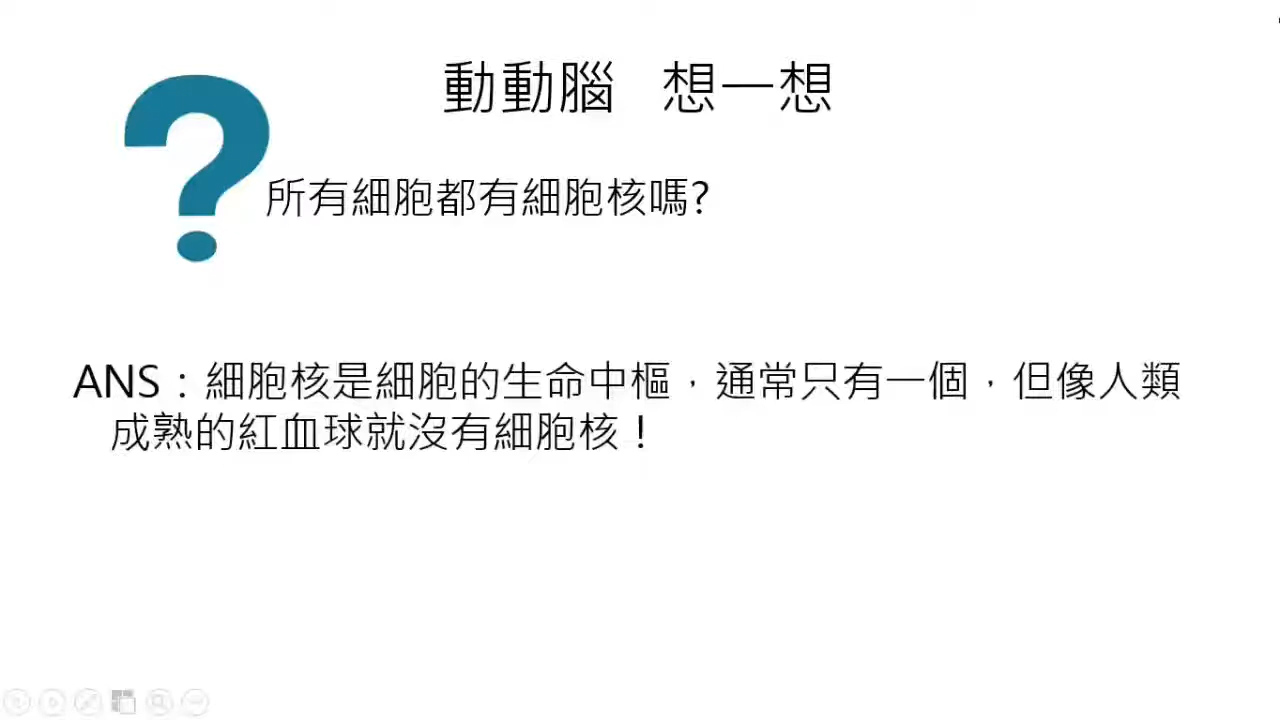 動動腦 想一想
所有細胞都有細胞核嗎?
ANS：細胞核是細胞的生命中樞，通常只有一個，但像人類
成熟的紅血球就沒有細胞核！